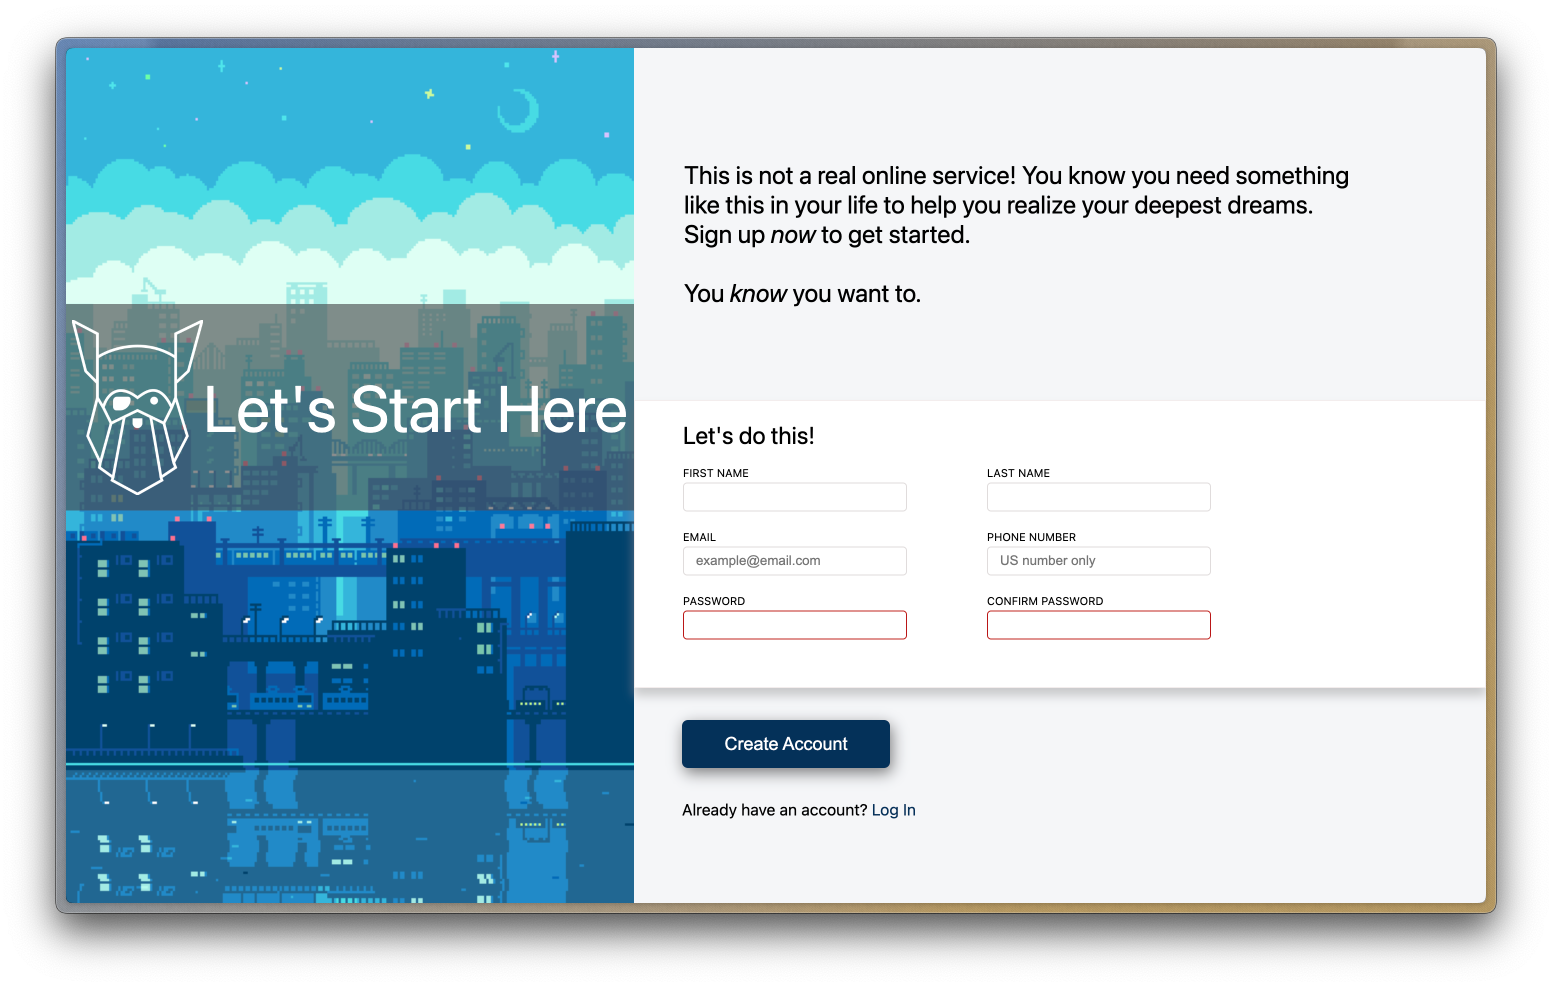 Let's Start Here
This is not a real online service! You know you need something
like this in your life to help you realize your deepest dreams.
Sign up now to get started.
You know you want to.
Let's do this!
FIRST NAME
LAST NAME
EMAIL
example@email.com
PHONE NUMBER
US number only
PASSWORD
CONFIRM PASSWORD
Create Account
Already have an account? Log In